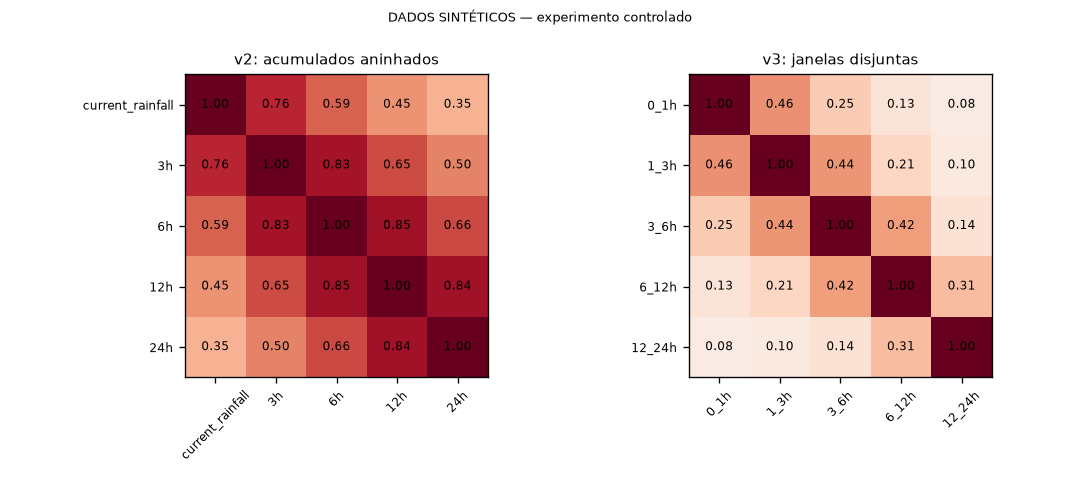 DADOS SINTÉTICOS — experimento controlado
v2: acumulados aninhados
current_rainfall 1.00 0.76 0.59 0.45 0.35
3h 0.76 1.00 0.83 0.65 0.50
6h 0.59 0.83 1.00 0.85 0.66
12h 0.45 0.65 0.85 1.00 0.84
24h 0.35 0.50 0.66 0.84 1.00
current_rainfall 3h 6h 12h 24h
v3: janelas disjuntas
0_1h 1.00 0.46 0.25 0.13 0.08
1_3h 0.46 1.00 0.44 0.21 0.10
3_6h 0.25 0.44 1.00 0.42 0.14
6_12h 0.13 0.21 0.42 1.00 0.31
12_24h 0.08 0.10 0.14 0.31 1.00
0_1h 1_3h 3_6h 6_12h 12_24h